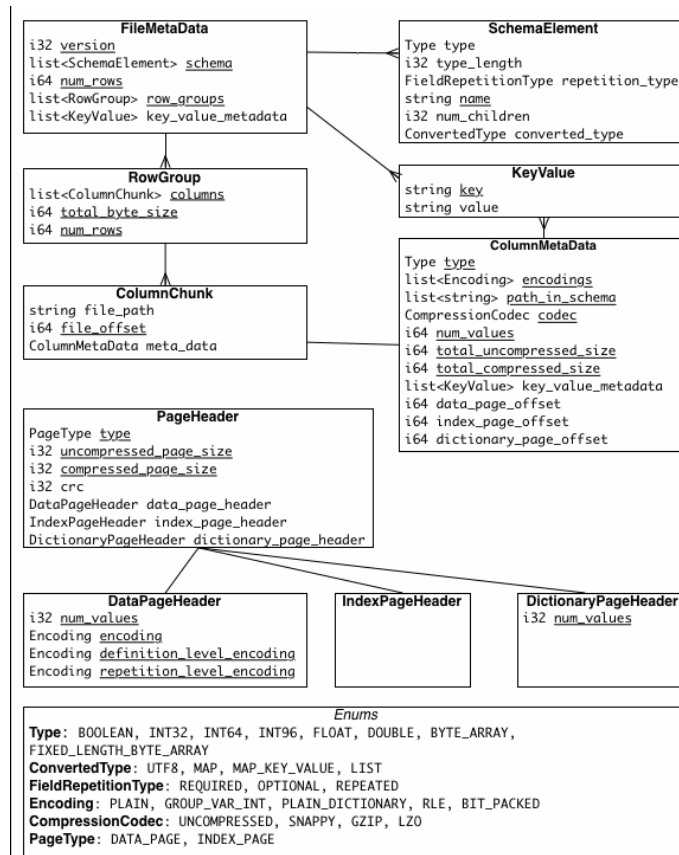 FileMetaData
i32 version
list<SchemaElement> schema
i64 num_rows
list<RowGroup> row_groups
list<KeyValue> key_value_metadata
SchemaElement
Type type
i32 type_length
FieldRepetitionType repetition_type
string name
i32 num_children
ConvertedType converted_type
RowGroup
list<ColumnChunk> columns
i64 total_byte_size
i64 num_rows
KeyValue
string key
string value
ColumnChunk
string file_path
i64 file_offset
ColumnMetaData meta_data
ColumnMetaData
Type type
list<Encoding> encodings
list<string> path_in_schema
CompressionCodec codec
i64 num_values
i64 total_uncompressed_size
i64 total_compressed_size
list<KeyValue> key_value_metadata
i64 data_page_offset
i64 index_page_offset
i64 dictionary_page_offset
PageHeader
PageType type
i32 uncompressed_page_size
i32 compressed_page_size
i32 crc
DataPageHeader data_page_header
IndexPageHeader index_page_header
DictionaryPageHeader dictionary_page_header
DataPageHeader
i32 num_values
Encoding encoding
Encoding definition_level_encoding
Encoding repetition_level_encoding
IndexPageHeader
DictionaryPageHeader
i32 num_values
Enums
Type: BOOLEAN, INT32, INT64, INT96, FLOAT, DOUBLE, BYTE_ARRAY,
FIXED_LENGTH_BYTE_ARRAY
ConvertedType: UTF8, MAP, MAP_KEY_VALUE, LIST
FieldRepetitionType: REQUIRED, OPTIONAL, REPEATED
Encoding: PLAIN, GROUP_VAR_INT, PLAIN_DICTIONARY, RLE, BIT_PACKED
CompressionCodec: UNCOMPRESSED, SNAPPY, GZIP, LZO
PageType: DATA_PAGE, INDEX_PAGE